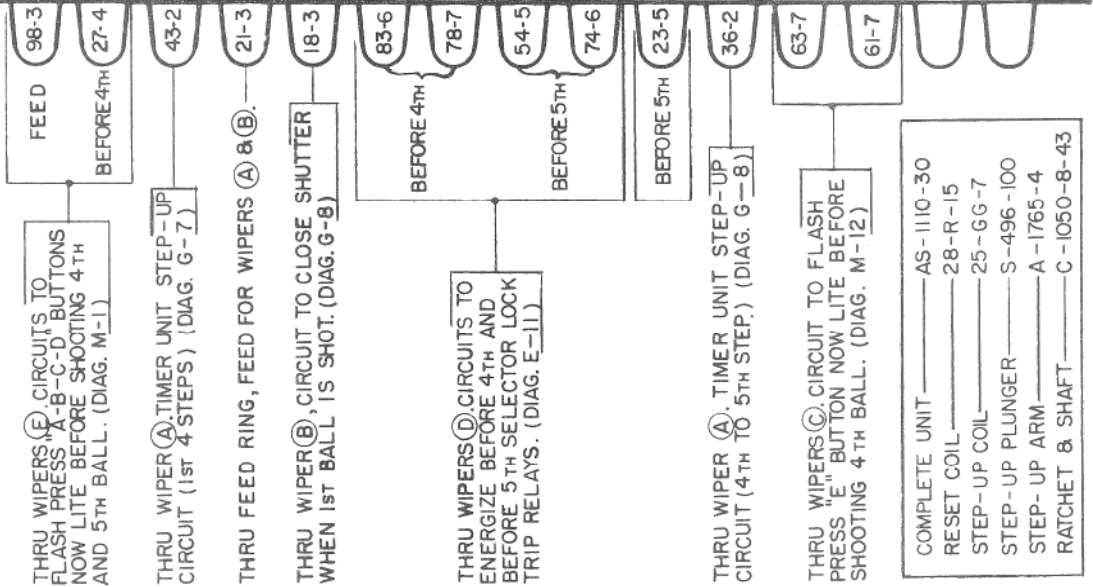 98-3
27-4
43-2
21-3
18-3
83-6
78-7
54-5
74-6
23-5
36-2
63-7
61-7
FEED
BEFORE 4TH
BEFORE 4TH
BEFORE 5TH
BEFORE 5TH
THRU WIPERS Ⓔ. CIRCUITS TO
FLASH PRESS "A-B-C-D" BUTTONS
NOW LITE BEFORE SHOOTING 4TH
AND 5TH BALL. (DIAG. M-1)
THRU WIPER Ⓐ. TIMER UNIT STEP-UP
CIRCUIT (1ST 4 STEPS) (DIAG. G-7)
THRU FEED RING, FEED FOR WIPERS Ⓐ & Ⓑ.
THRU WIPER Ⓑ, CIRCUIT TO CLOSE SHUTTER
WHEN 1ST BALL IS SHOT. (DIAG. G-8)
THRU WIPERS Ⓓ. CIRCUITS TO
ENERGIZE BEFORE 4TH AND
BEFORE 5TH SELECTOR LOCK
TRIP RELAYS. (DIAG. E-11)
THRU WIPER Ⓐ. TIMER UNIT STEP-UP
CIRCUIT (4TH TO 5TH STEP.) (DIAG. G-8)
THRU WIPERS Ⓒ. CIRCUIT TO FLASH
PRESS "E" BUTTON NOW LITE BEFORE
SHOOTING 4TH BALL. (DIAG. M-12)
COMPLETE UNIT AS-1110-30
RESET COIL 28-R-15
STEP-UP COIL 25-GG-7
STEP-UP PLUNGER S-496-100
STEP-UP ARM A-1765-4
RATCHET & SHAFT C-1050-8-43